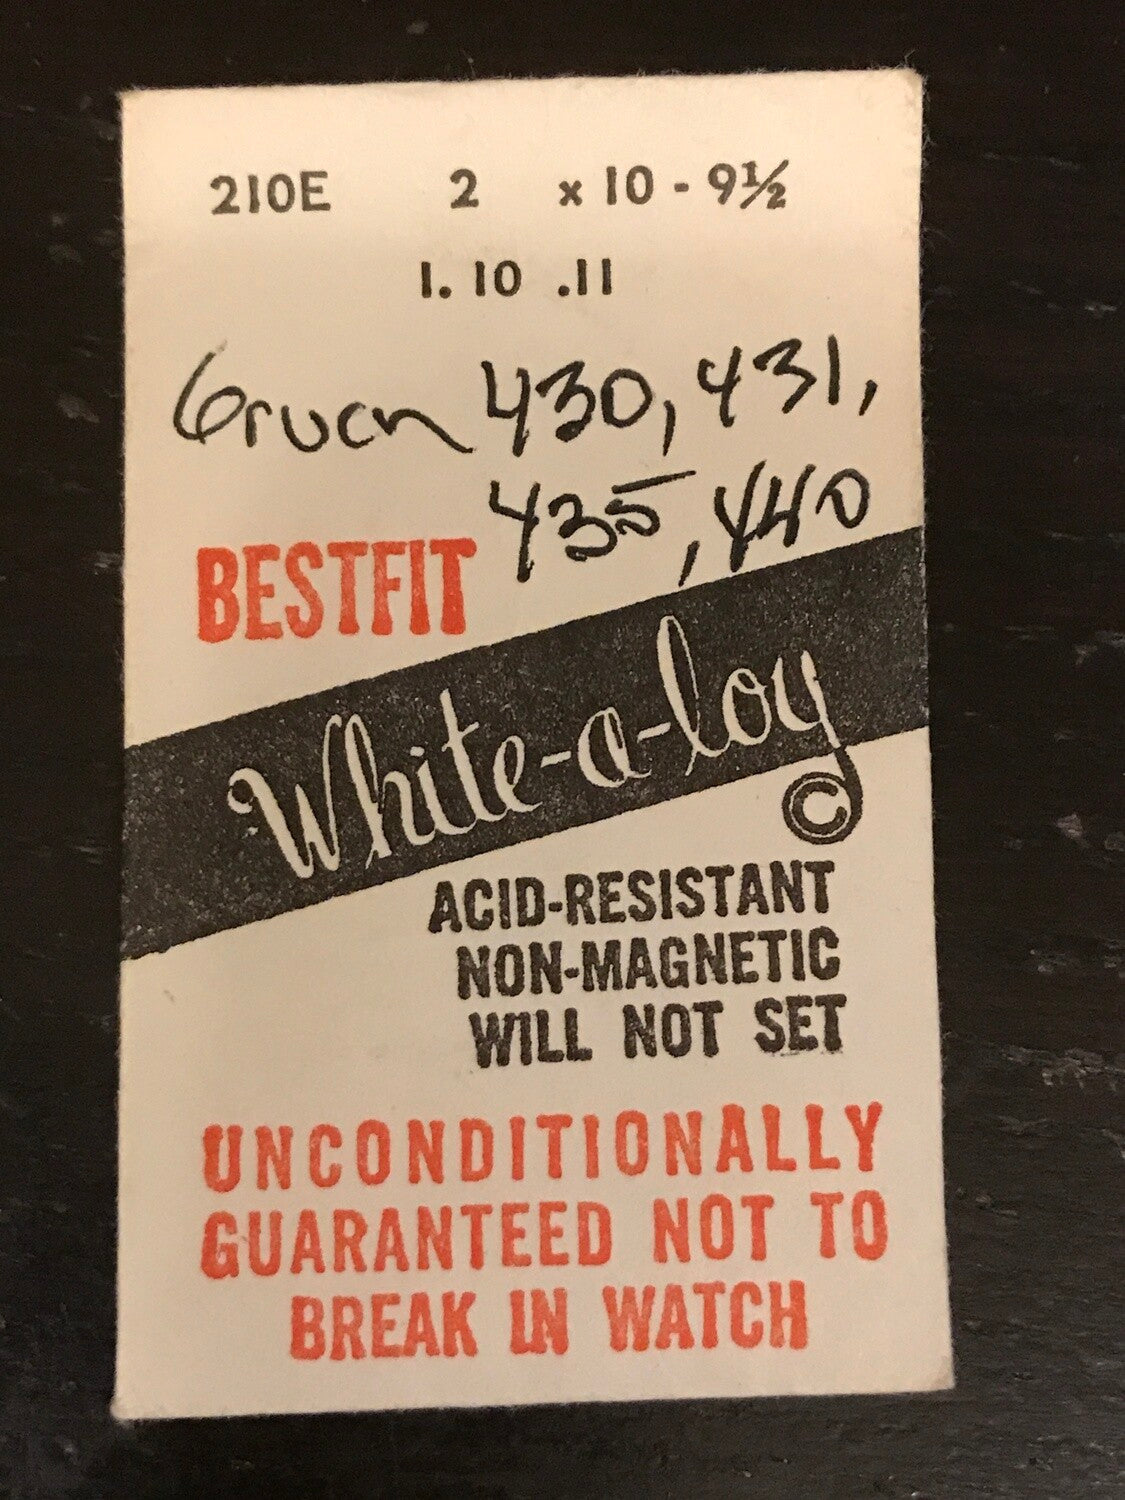 210E 2 x 10 - 9½
1. 10 .11
Gruen 430, 431,
435, 440
BESTFIT
White-a-loy
©
ACID-RESISTANT
NON-MAGNETIC
WILL NOT SET
UNCONDITIONALLY
GUARANTEED NOT TO
BREAK IN WATCH